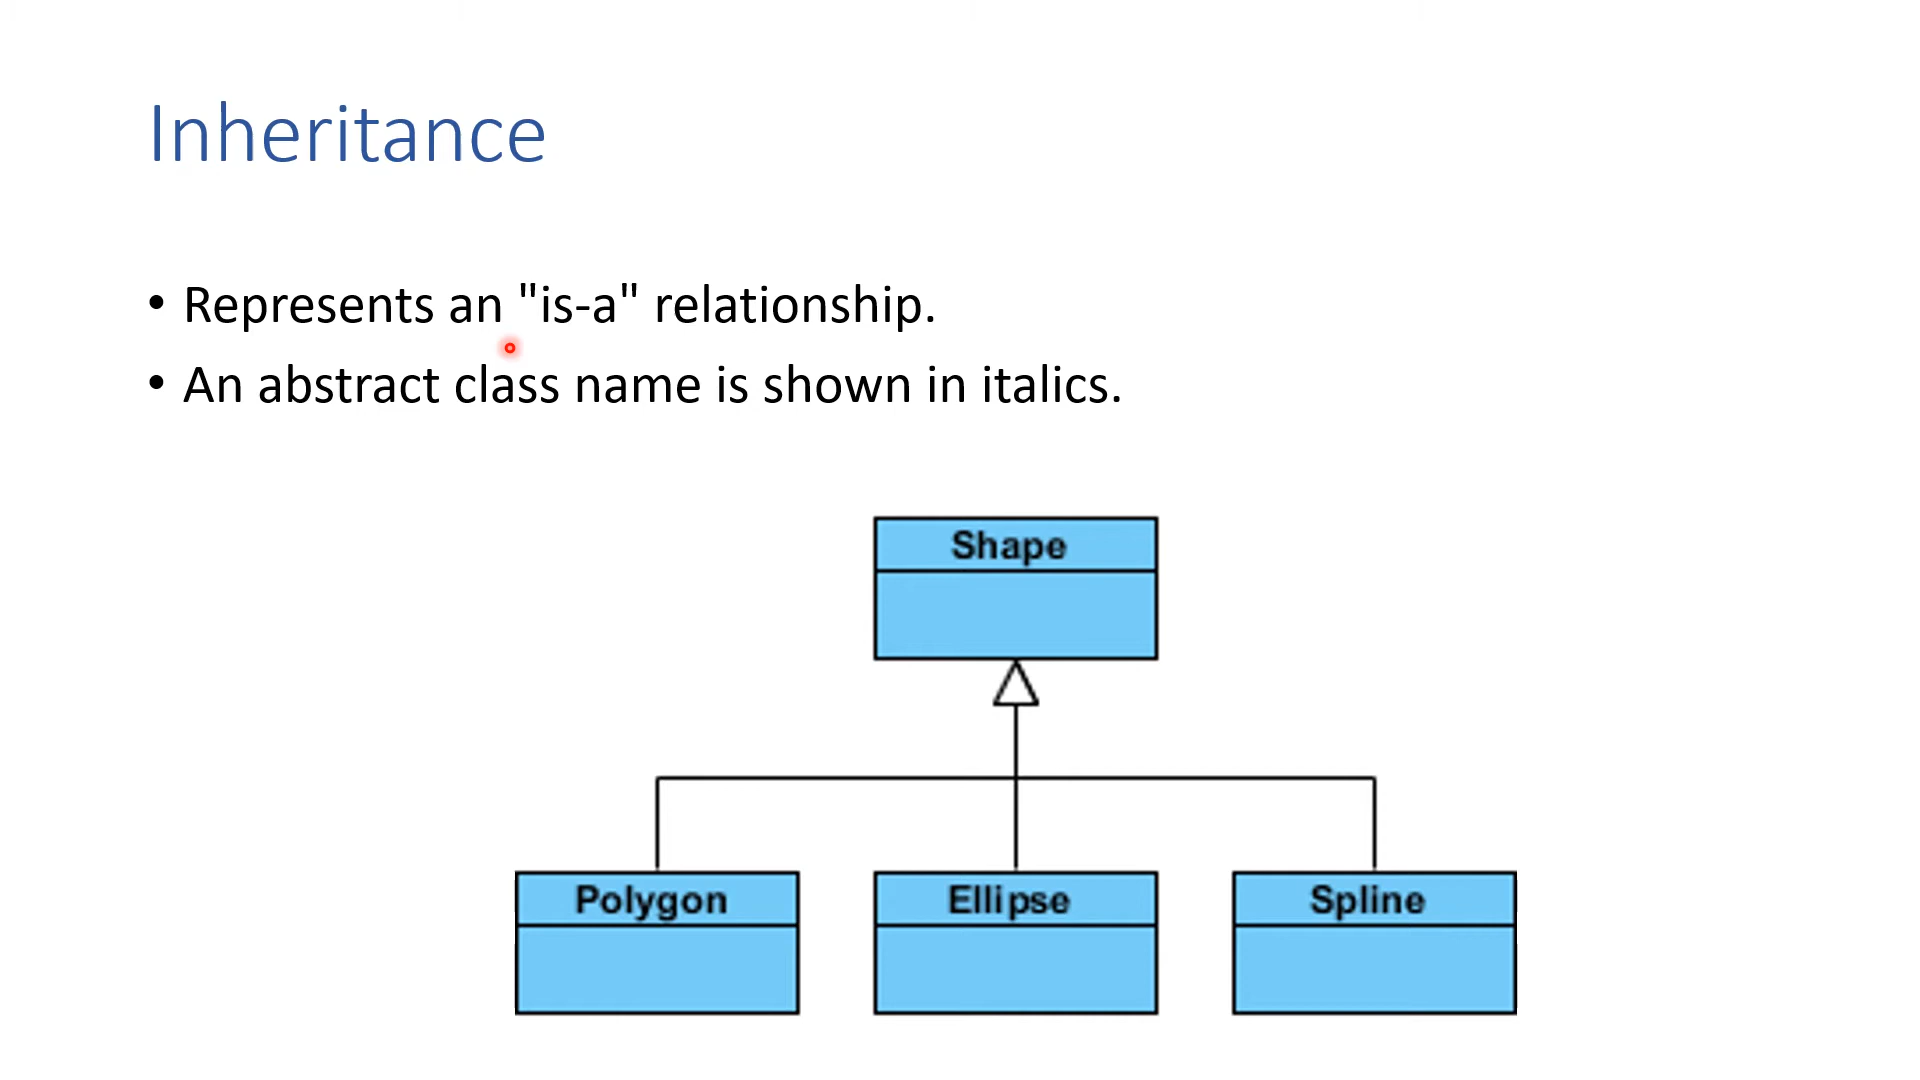 Inheritance
• Represents an "is-a" relationship.
• An abstract class name is shown in italics.
Shape
Polygon
Ellipse
Spline